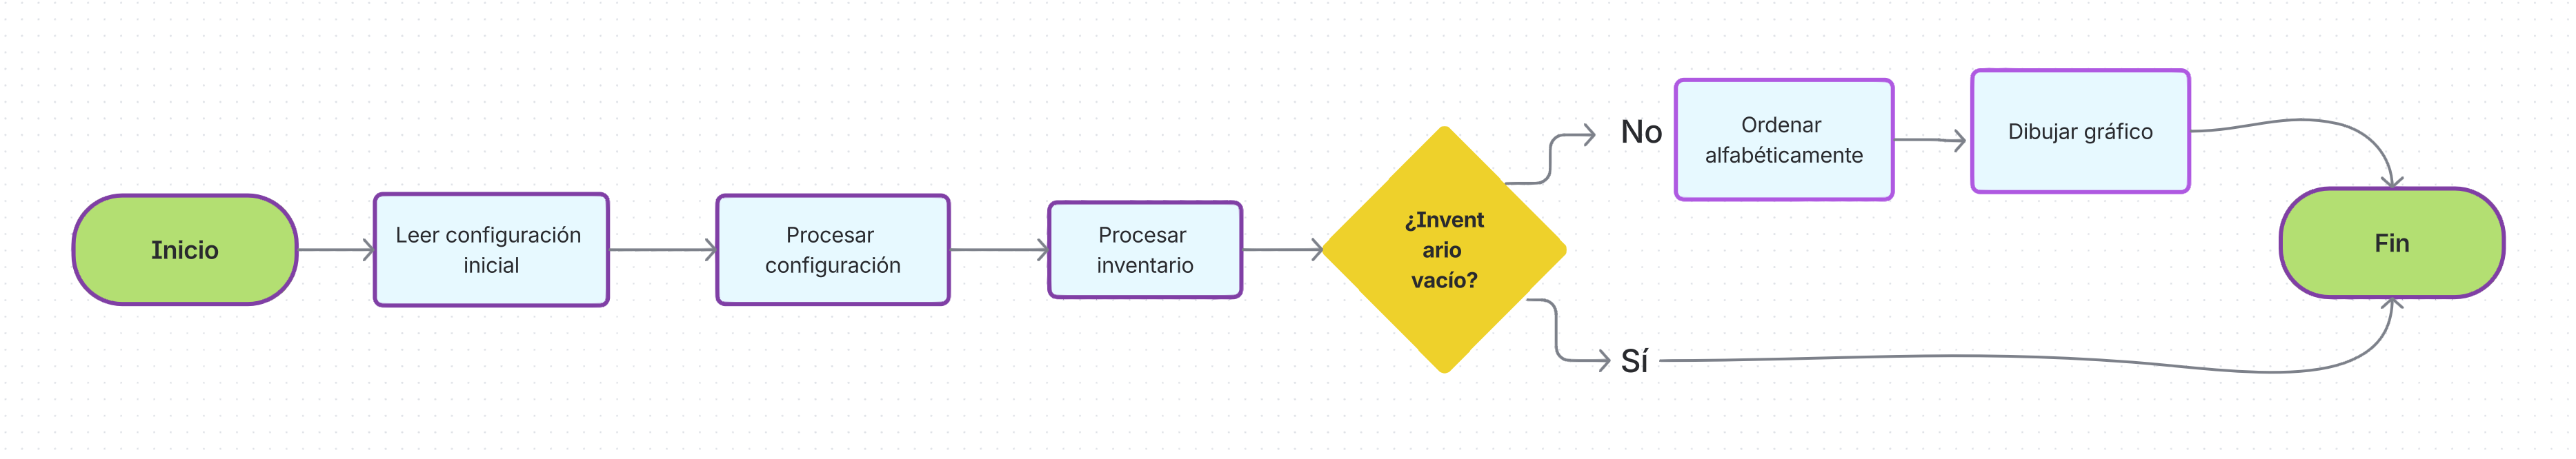 Inicio
Leer configuración
inicial
Procesar
configuración
Procesar
inventario
¿Invent
ario
vacío?
No
Ordenar
alfabéticamente
Dibujar gráfico
Sí
Fin